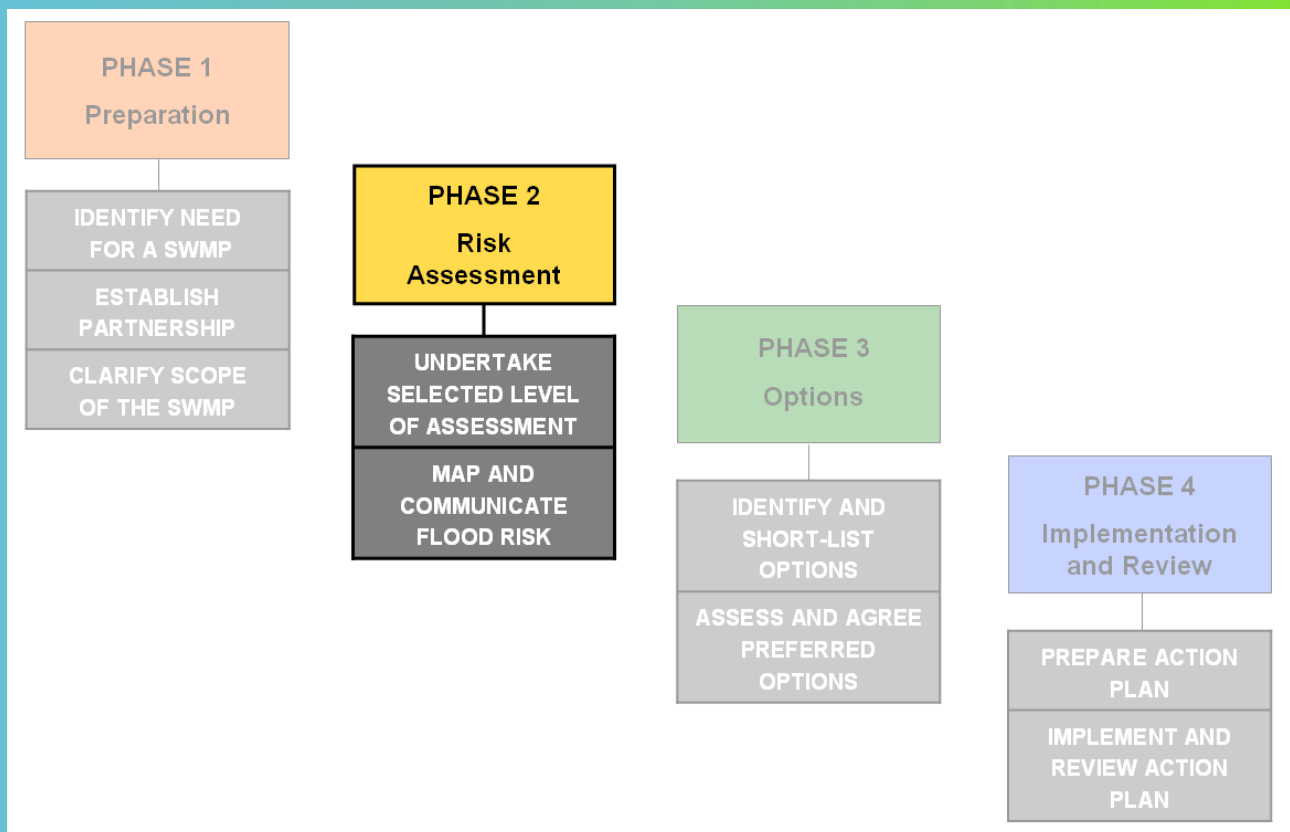 PHASE 1
Preparation
IDENTIFY NEED
FOR A SWMP
ESTABLISH
PARTNERSHIP
CLARIFY SCOPE
OF THE SWMP
PHASE 2
Risk
Assessment
UNDERTAKE
SELECTED LEVEL
OF ASSESSMENT
MAP AND
COMMUNICATE
FLOOD RISK
PHASE 3
Options
IDENTIFY AND
SHORT-LIST
OPTIONS
ASSESS AND AGREE
PREFERRED
OPTIONS
PHASE 4
Implementation
and Review
PREPARE ACTION
PLAN
IMPLEMENT AND
REVIEW ACTION
PLAN